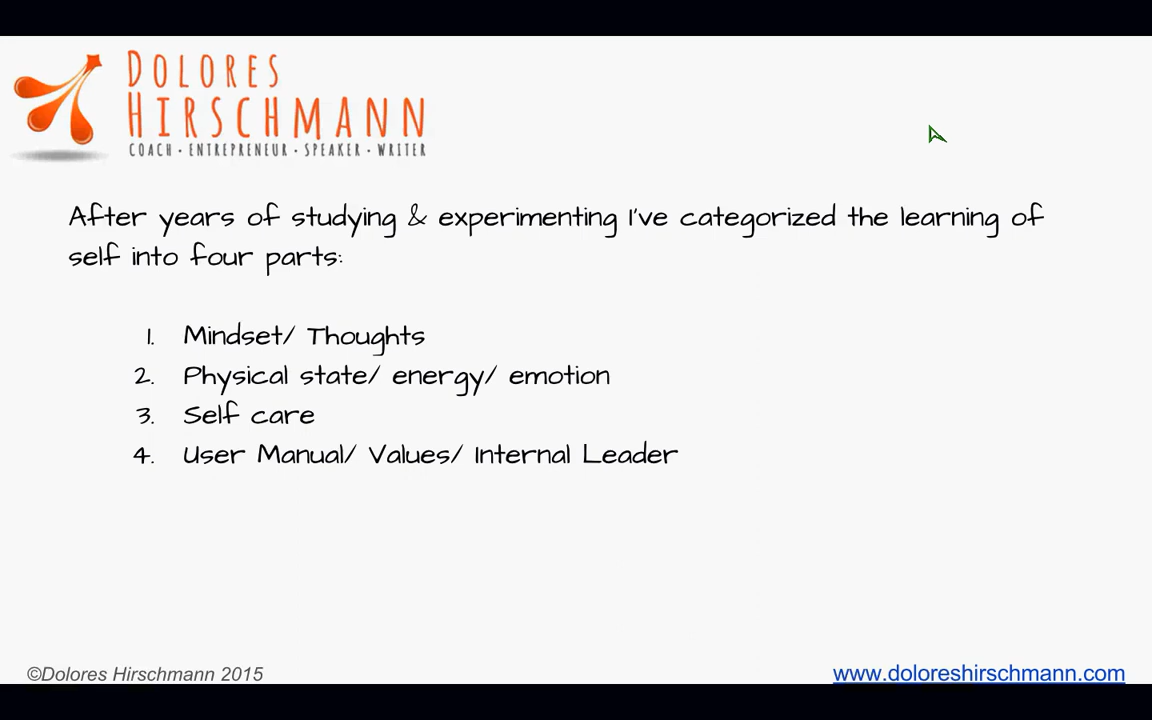 DOLORES
HIRSCHMANN
COACH • ENTREPRENEUR • SPEAKER • WRITER
After years of studying & experimenting I've categorized the learning of
self into four parts:
1. Mindset/ Thoughts
2. Physical state/ energy/ emotion
3. Self care
4. User Manual/ Values/ Internal Leader
©Dolores Hirschmann 2015
www.doloreshirschmann.com